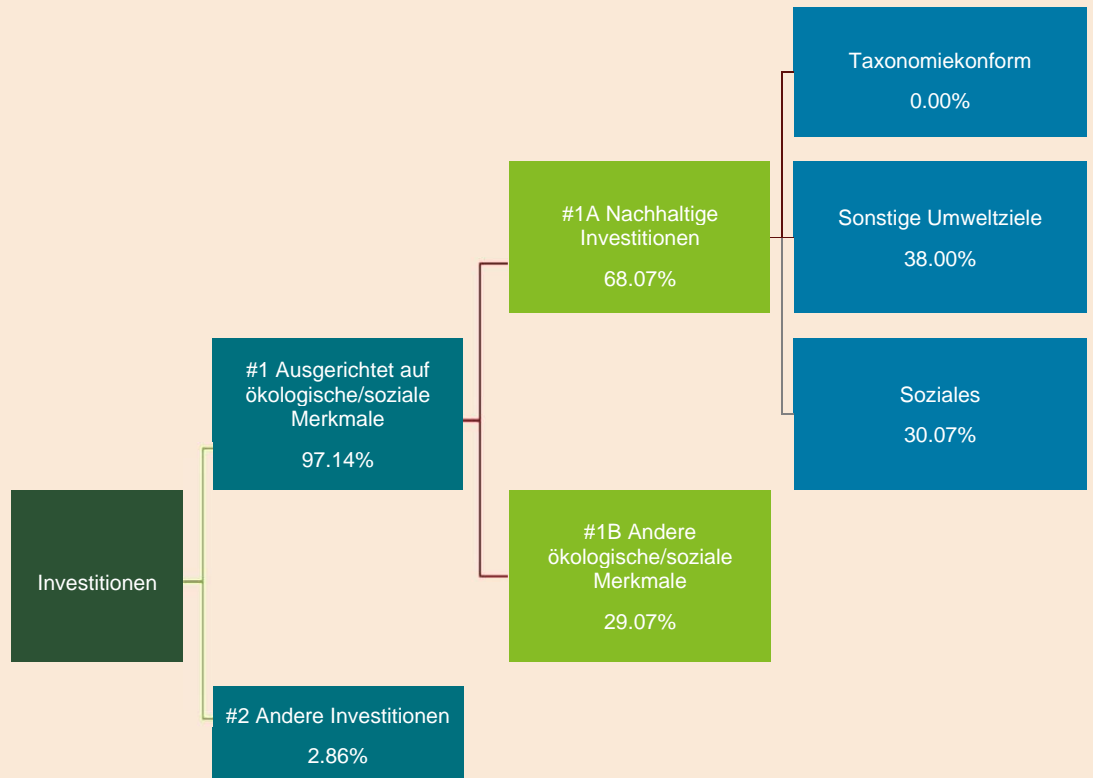 Taxonomiekonform
0.00%
#1A Nachhaltige
Investitionen
68.07%
Sonstige Umweltziele
38.00%
#1 Ausgerichtet auf
ökologische/soziale
Merkmale
97.14%
Soziales
30.07%
Investitionen
#1B Andere
ökologische/soziale
Merkmale
29.07%
#2 Andere Investitionen
2.86%